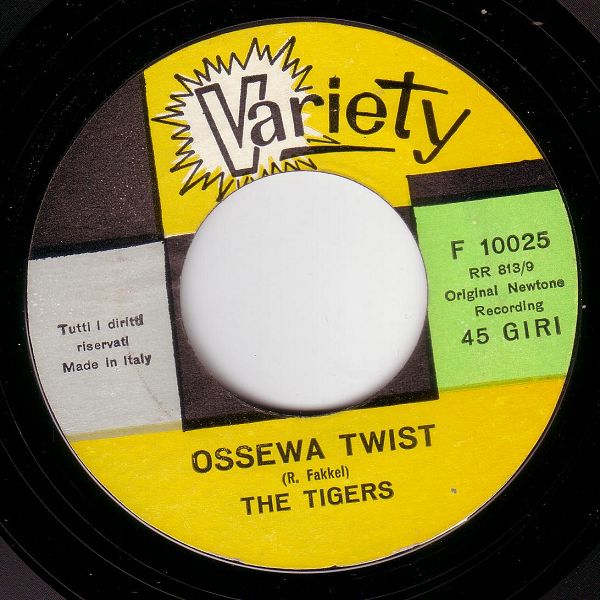 Variety
F 10025
RR 813/9
Original Newtone
Recording
45 GIRI
Tutti i diritti
riservati
Made in Italy
OSSEWA TWIST
(R. Fakkel)
THE TIGERS